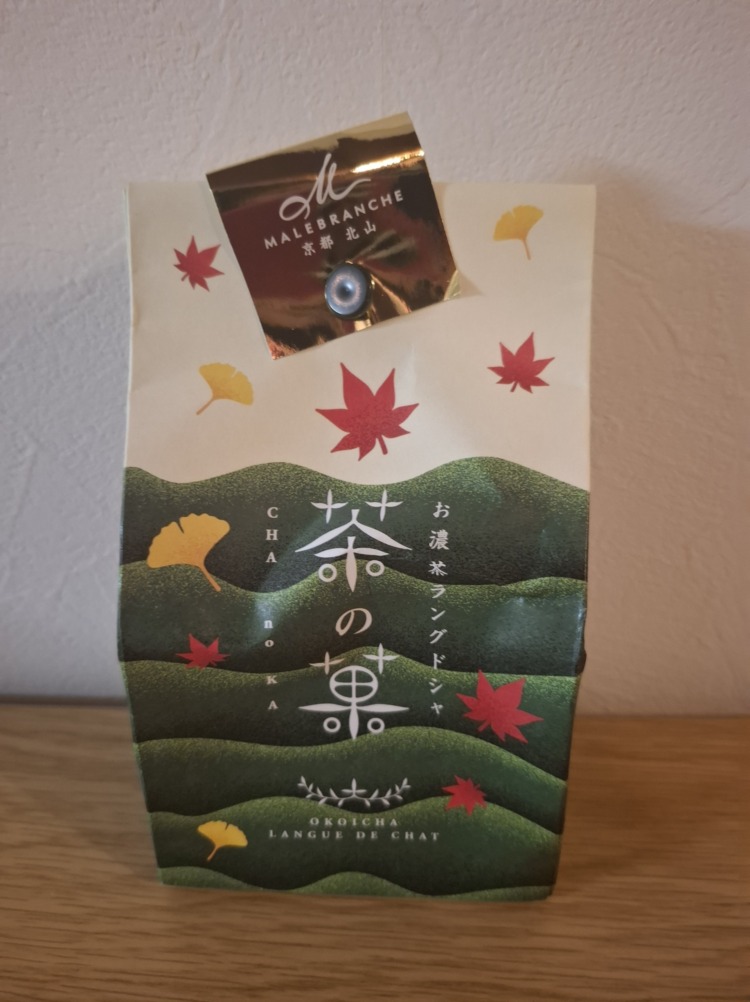 M
MALEBRANCHE
京都 北山
お濃茶ラングドシャ
茶の菓
CHA no KA
OKOICHA
LANGUE DE CHAT